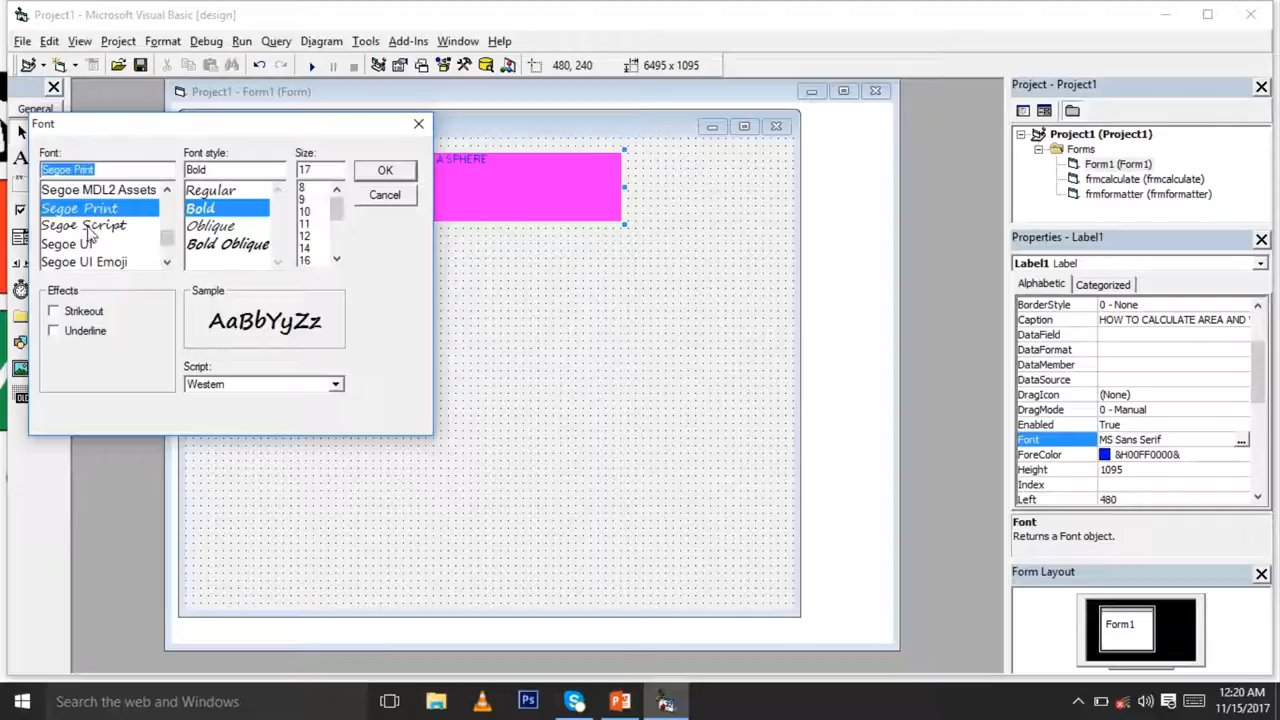 Project1 - Microsoft Visual Basic [design]
File Edit View Project Format Debug Run Query Diagram Tools Add-Ins Window Help
480, 240 6495 x 1095
General
Project1 - Form1 (Form)
A SPHERE
Font
Font: Font style: Size:
Segoe Print Bold 17 OK
Segoe MDL2 Assets Regular 8
Segoe Print Bold 9 Cancel
Segoe Script Oblique 10
Segoe UI Bold Oblique 11
Segoe UI Emoji 12
14
16
Effects Sample
Strikeout AaBbYyZz
Underline
Script:
Western
Project - Project1
Project1 (Project1)
Forms
Form1 (Form1)
frmcalculate (frmcalculate)
frmformatter (frmformatter)
Properties - Label1
Label1 Label
Alphabetic Categorized
BorderStyle 0 - None
Caption HOW TO CALCULATE AREA AND
DataField
DataFormat
DataMember
DataSource
DragIcon (None)
DragMode 0 - Manual
Enabled True
Font MS Sans Serif ...
ForeColor &H00FF0000&
Height 1095
Index
Left 480
Font
Returns a Font object.
Form Layout
Form1
Search the web and Windows
12:20 AM
11/15/2017